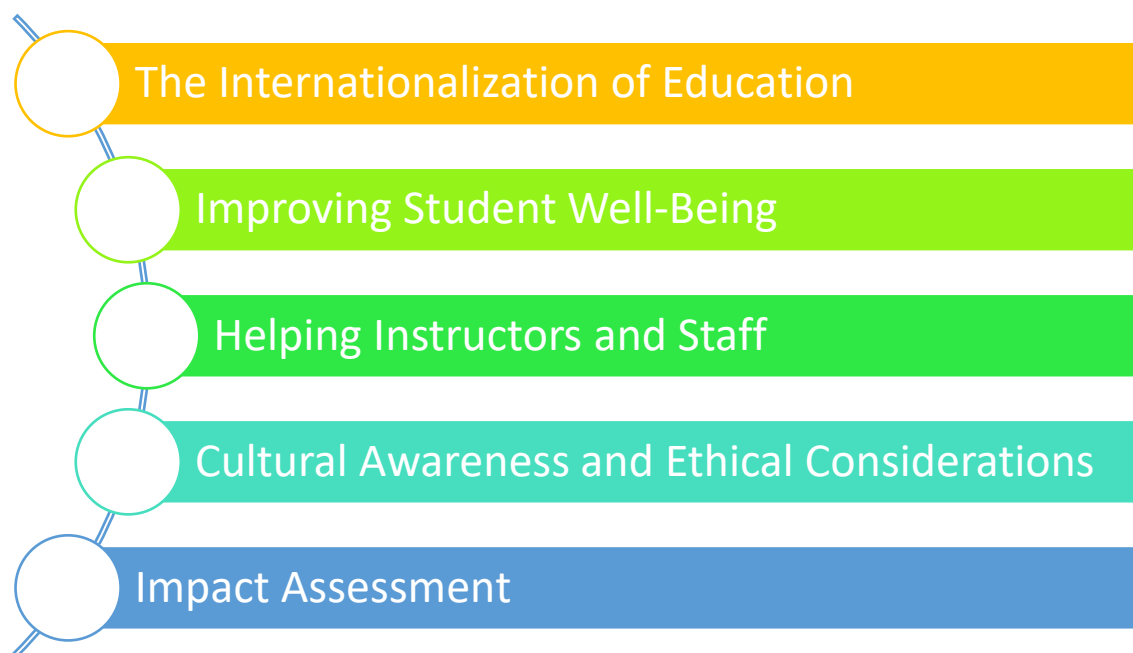 The Internationalization of Education
Improving Student Well-Being
Helping Instructors and Staff
Cultural Awareness and Ethical Considerations
Impact Assessment